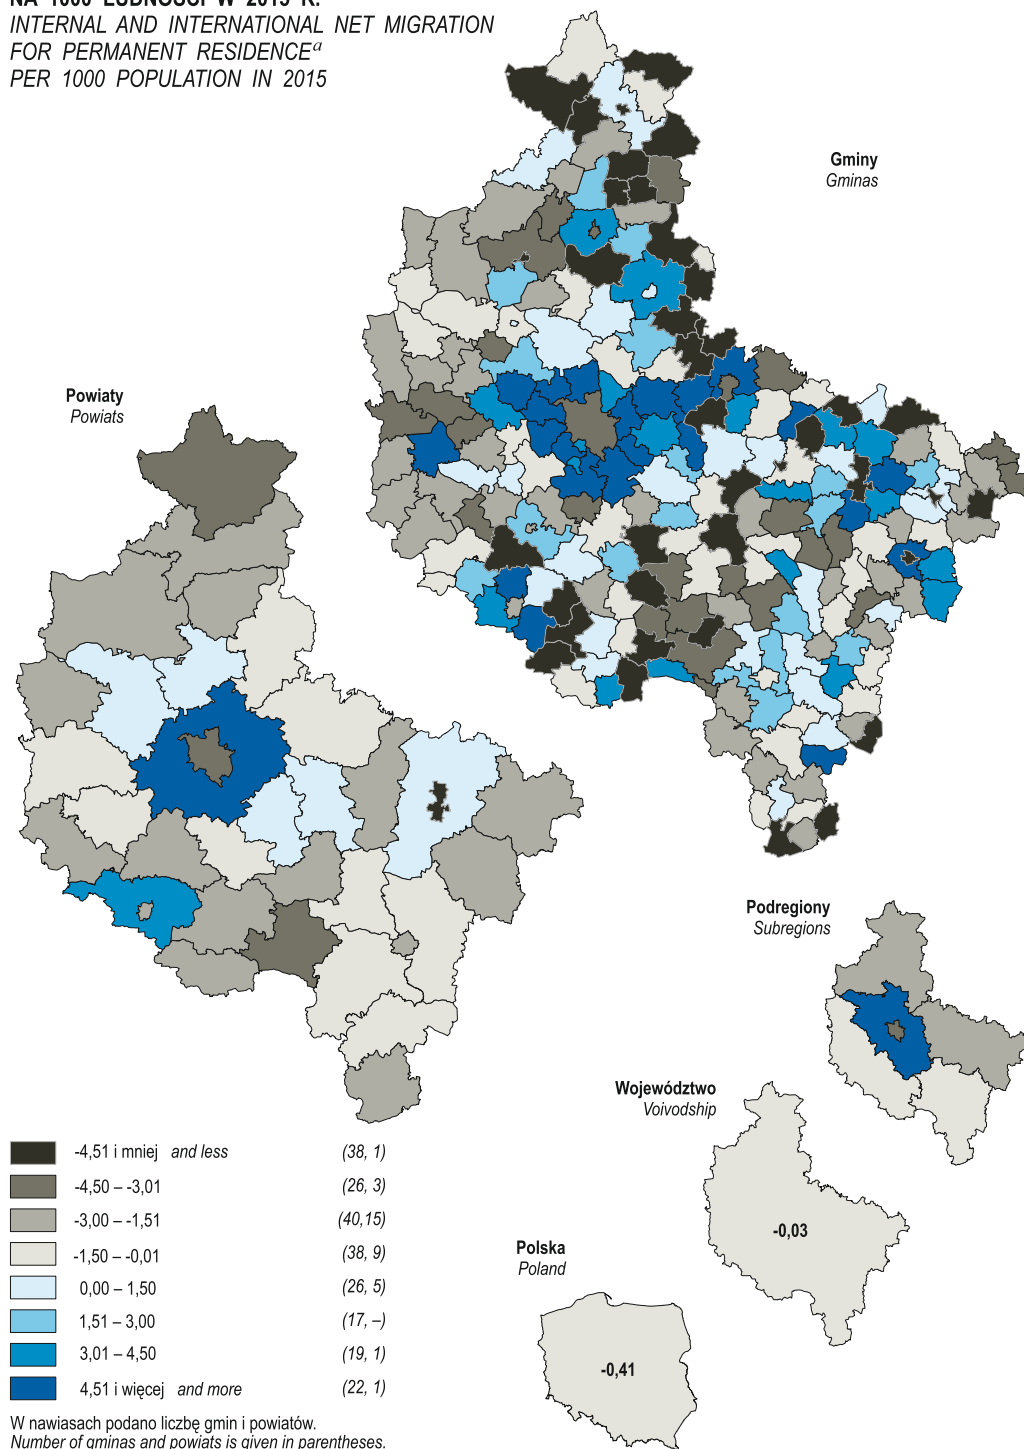 NA 1000 LUDNOŚCI W 2015 R.
INTERNAL AND INTERNATIONAL NET MIGRATION
FOR PERMANENT RESIDENCEᵃ
PER 1000 POPULATION IN 2015
Gminy
Gminas
Powiaty
Powiats
Podregiony
Subregions
Województwo
Voivodship
-0,03
Polska
Poland
-0,41
-4,51 i mniej and less (38, 1)
-4,50 – -3,01 (26, 3)
-3,00 – -1,51 (40,15)
-1,50 – -0,01 (38, 9)
0,00 – 1,50 (26, 5)
1,51 – 3,00 (17, –)
3,01 – 4,50 (19, 1)
4,51 i więcej and more (22, 1)
W nawiasach podano liczbę gmin i powiatów.
Number of gminas and powiats is given in parentheses.